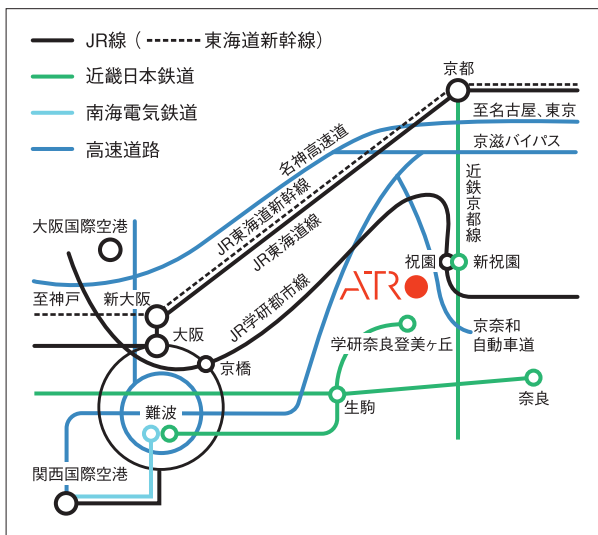 JR線（ 東海道新幹線）
近畿日本鉄道
南海電気鉄道
高速道路
京都
至名古屋、東京
京滋バイパス
名神高速道
JR東海道新幹線
JR東海道線
近鉄京都線
大阪国際空港
至神戸
新大阪
大阪
JR学研都市線
ATR
祝園
新祝園
京奈和
自動車道
学研奈良登美ヶ丘
京橋
難波
生駒
奈良
関西国際空港